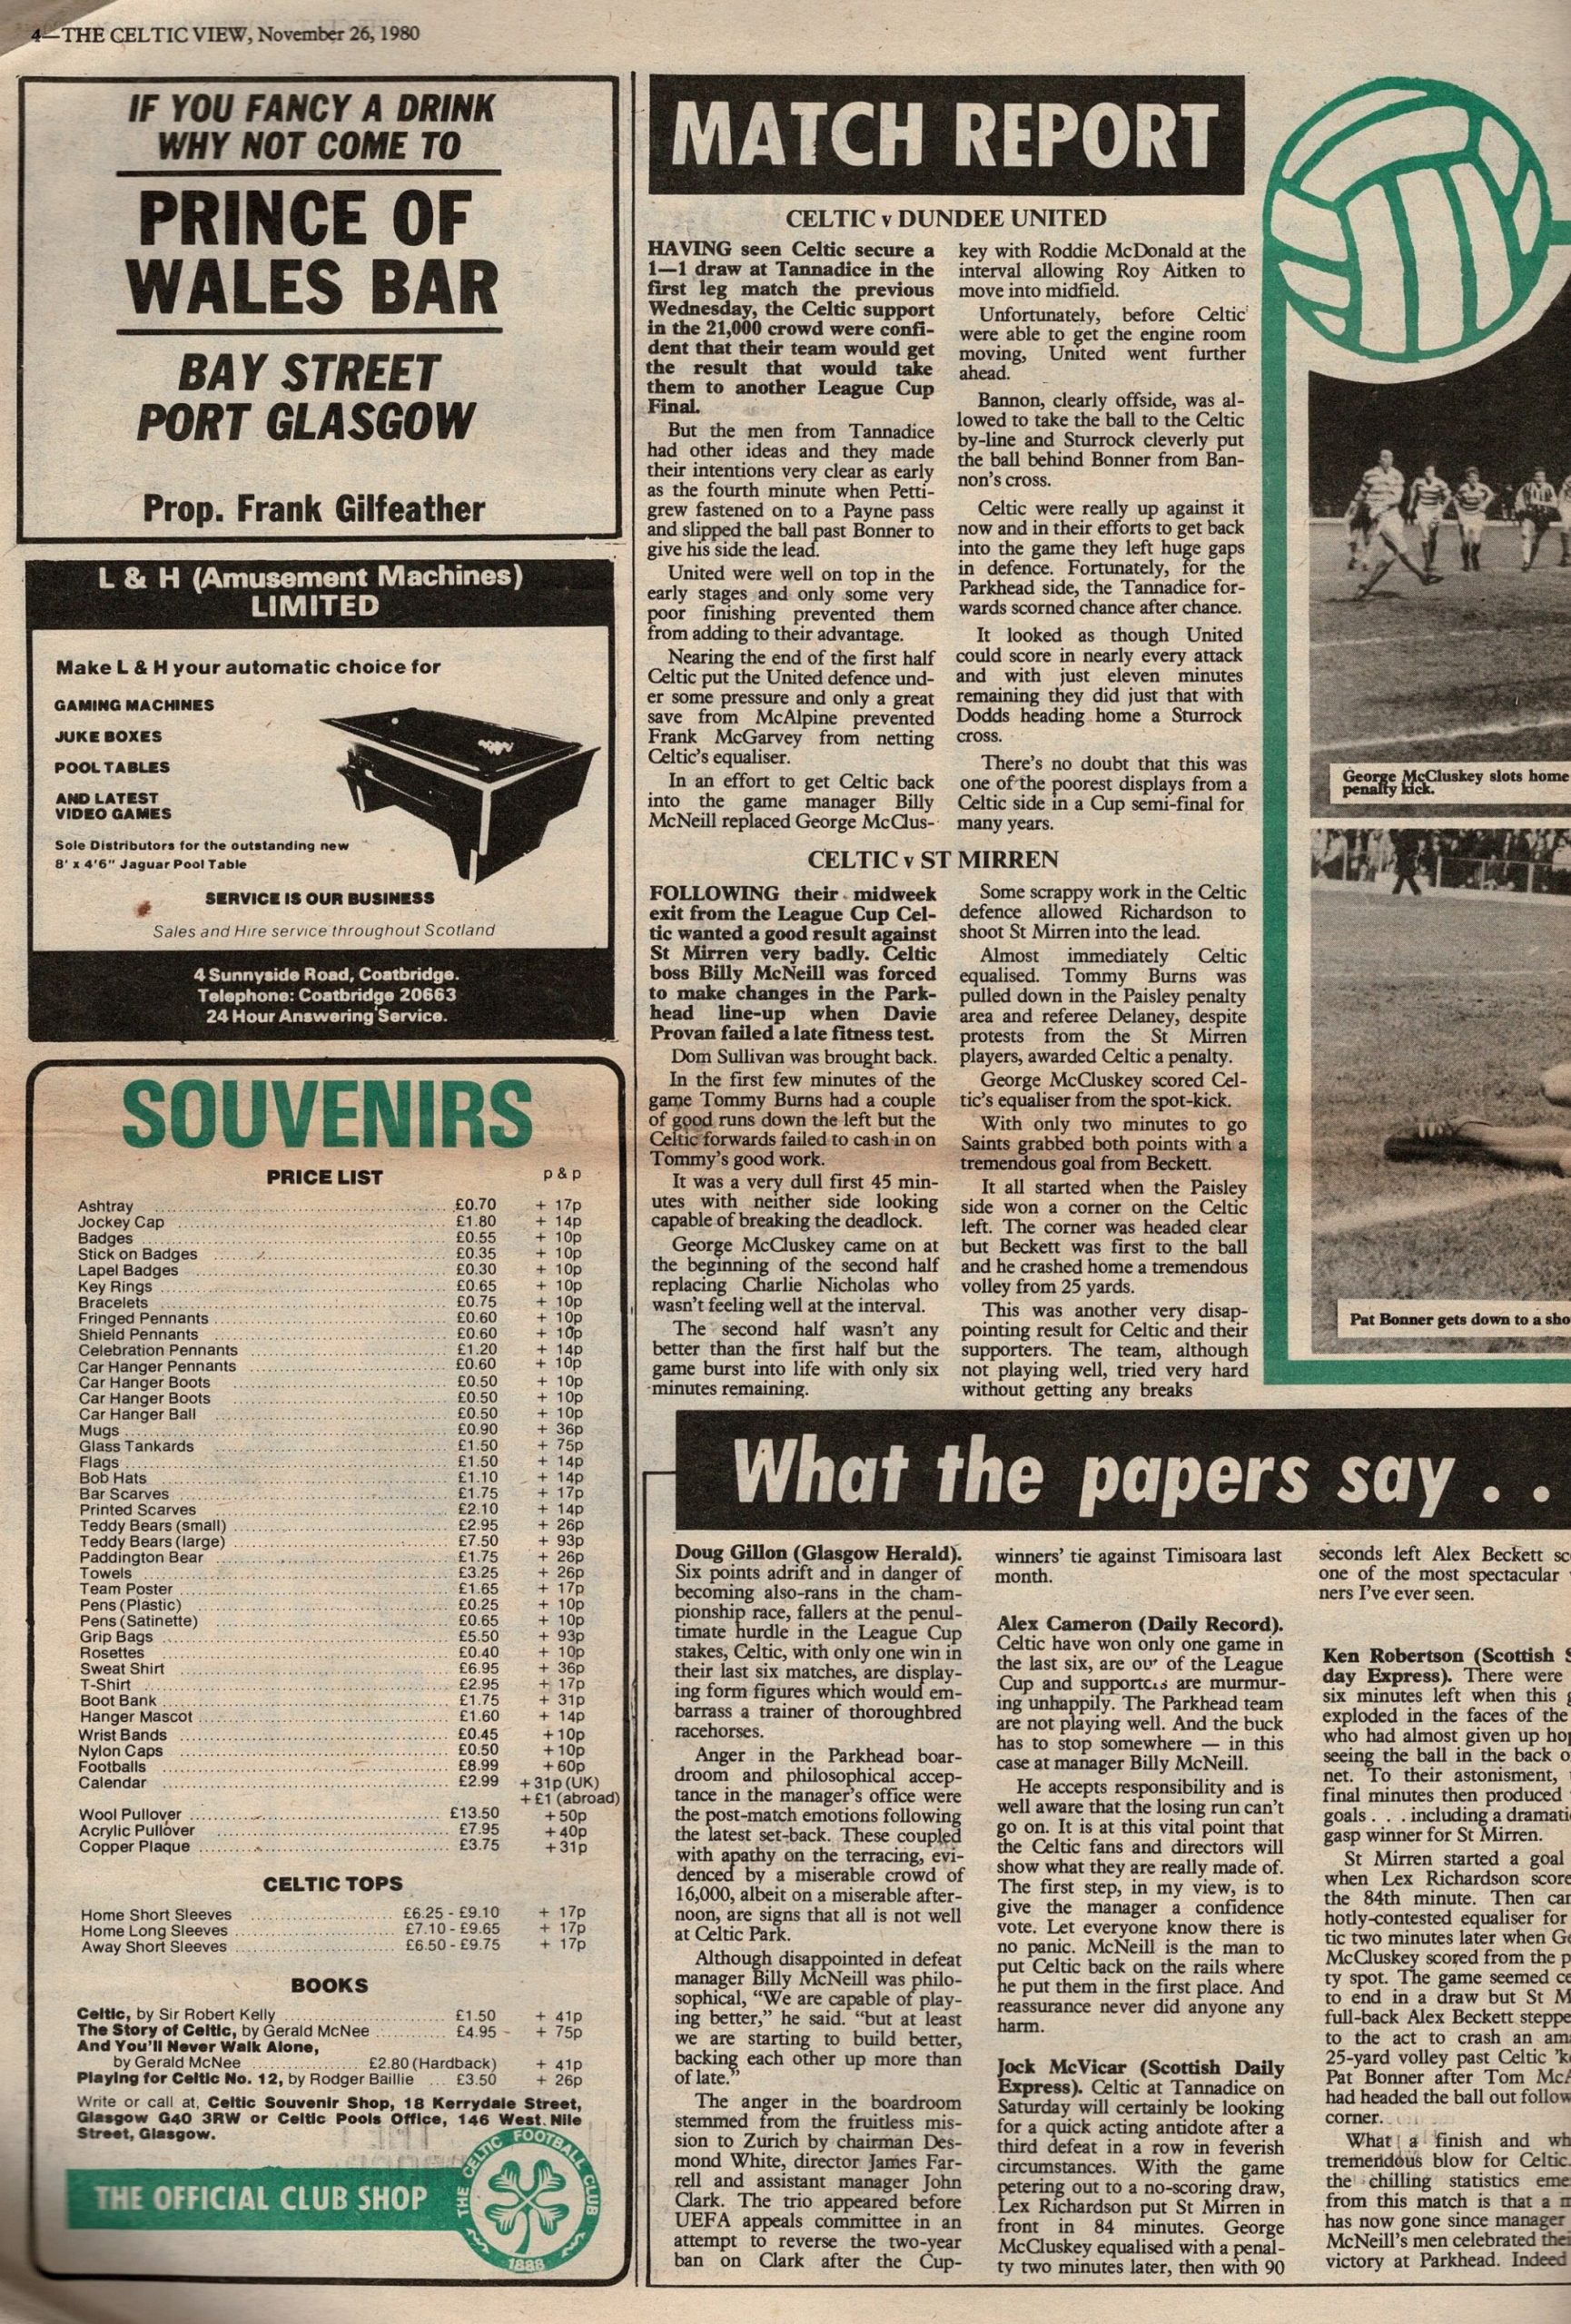 4—THE CELTIC VIEW, November 26, 1980
IF YOU FANCY A DRINK
WHY NOT COME TO
PRINCE OF
WALES BAR
BAY STREET
PORT GLASGOW
Prop. Frank Gilfeather
L & H (Amusement Machines)
LIMITED
Make L & H your automatic choice for
GAMING MACHINES
JUKE BOXES
POOL TABLES
AND LATEST
VIDEO GAMES
Sole Distributors for the outstanding new
8' x 4'6" Jaguar Pool Table
SERVICE IS OUR BUSINESS
Sales and Hire service throughout Scotland
4 Sunnyside Road, Coatbridge.
Telephone: Coatbridge 20663
24 Hour Answering Service.
SOUVENIRS
PRICE LIST p & p
Ashtray £0.70 + 17p
Jockey Cap £1.80 + 14p
Badges £0.55 + 10p
Stick on Badges £0.35 + 10p
Lapel Badges £0.30 + 10p
Key Rings £0.65 + 10p
Bracelets £0.75 + 10p
Fringed Pennants £0.60 + 10p
Shield Pennants £0.60 + 10p
Celebration Pennants £1.20 + 14p
Car Hanger Pennants £0.60 + 10p
Car Hanger Boots £0.50 + 10p
Car Hanger Boots £0.50 + 10p
Car Hanger Ball £0.50 + 10p
Mugs £0.90 + 36p
Glass Tankards £1.50 + 75p
Flags £1.50 + 14p
Bob Hats £1.10 + 14p
Bar Scarves £1.75 + 17p
Printed Scarves £2.10 + 14p
Teddy Bears (small) £2.95 + 26p
Teddy Bears (large) £7.50 + 93p
Paddington Bear £1.75 + 26p
Towels £3.25 + 26p
Team Poster £1.65 + 17p
Pens (Plastic) £0.25 + 10p
Pens (Satinette) £0.65 + 10p
Grip Bags £5.50 + 93p
Rosettes £0.40 + 10p
Sweat Shirt £6.95 + 36p
T-Shirt £2.95 + 17p
Boot Bank £1.75 + 31p
Hanger Mascot £1.60 + 14p
Wrist Bands £0.45 +10p
Nylon Caps £0.50 +10p
Footballs £8.99 +60p
Calendar £2.99 +31p (UK)
+£1 (abroad)
Wool Pullover £13.50 +50p
Acrylic Pullover £7.95 +40p
Copper Plaque £3.75 +31p
CELTIC TOPS
Home Short Sleeves £6.25 - £9.10 + 17p
Home Long Sleeves £7.10 - £9.65 + 17p
Away Short Sleeves £6.50 - £9.75 + 17p
BOOKS
Celtic, by Sir Robert Kelly £1.50 + 41p
The Story of Celtic, by Gerald McNee £4.95 + 75p
And You'll Never Walk Alone,
by Gerald McNee £2.80 (Hardback) + 41p
Playing for Celtic No. 12, by Rodger Baillie £3.50 + 26p
Write or call at, Celtic Souvenir Shop, 18 Kerrydale Street,
Glasgow G40 3RW or Celtic Pools Office, 146 West Nile
Street, Glasgow.
THE OFFICIAL CLUB SHOP
THE CELTIC FOOTBALL CLUB
1888
MATCH REPORT
CELTIC v DUNDEE UNITED
HAVING seen Celtic secure a
1—1 draw at Tannadice in the
first leg match the previous
Wednesday, the Celtic support
in the 21,000 crowd were confi-
dent that their team would get
the result that would take
them to another League Cup
Final.
But the men from Tannadice
had other ideas and they made
their intentions very clear as early
as the fourth minute when Petti-
grew fastened on to a Payne pass
and slipped the ball past Bonner to
give his side the lead.
United were well on top in the
early stages and only some very
poor finishing prevented them
from adding to their advantage.
Nearing the end of the first half
Celtic put the United defence und-
er some pressure and only a great
save from McAlpine prevented
Frank McGarvey from netting
Celtic's equaliser.
In an effort to get Celtic back
into the game manager Billy
McNeill replaced George McClus-
key with Roddie McDonald at the
interval allowing Roy Aitken to
move into midfield.
Unfortunately, before Celtic
were able to get the engine room
moving, United went further
ahead.
Bannon, clearly offside, was al-
lowed to take the ball to the Celtic
by-line and Sturrock cleverly put
the ball behind Bonner from Ban-
non's cross.
Celtic were really up against it
now and in their efforts to get back
into the game they left huge gaps
in defence. Fortunately, for the
Parkhead side, the Tannadice for-
wards scorned chance after chance.
It looked as though United
could score in nearly every attack
and with just eleven minutes
remaining they did just that with
Dodds heading home a Sturrock
cross.
There's no doubt that this was
one of the poorest displays from a
Celtic side in a Cup semi-final for
many years.
CELTIC v ST MIRREN
FOLLOWING their midweek
exit from the League Cup Cel-
tic wanted a good result against
St Mirren very badly. Celtic
boss Billy McNeill was forced
to make changes in the Park-
head line-up when Davie
Provan failed a late fitness test.
Dom Sullivan was brought back.
In the first few minutes of the
game Tommy Burns had a couple
of good runs down the left but the
Celtic forwards failed to cash in on
Tommy's good work.
It was a very dull first 45 min-
utes with neither side looking
capable of breaking the deadlock.
George McCluskey came on at
the beginning of the second half
replacing Charlie Nicholas who
wasn't feeling well at the interval.
The second half wasn't any
better than the first half but the
game burst into life with only six
minutes remaining.
Some scrappy work in the Celtic
defence allowed Richardson to
shoot St Mirren into the lead.
Almost immediately Celtic
equalised. Tommy Burns was
pulled down in the Paisley penalty
area and referee Delaney, despite
protests from the St Mirren
players, awarded Celtic a penalty.
George McCluskey scored Cel-
tic's equaliser from the spot-kick.
With only two minutes to go
Saints grabbed both points with a
tremendous goal from Beckett.
It all started when the Paisley
side won a corner on the Celtic
left. The corner was headed clear
but Beckett was first to the ball
and he crashed home a tremendous
volley from 25 yards.
This was another very disap-
pointing result for Celtic and their
supporters. The team, although
not playing well, tried very hard
without getting any breaks
George McCluskey slots home
penalty kick.
Pat Bonner gets down to a sho
What the papers say . .
Doug Gillon (Glasgow Herald).
Six points adrift and in danger of
becoming also-rans in the cham-
pionship race, fallers at the penul-
timate hurdle in the League Cup
stakes, Celtic, with only one win in
their last six matches, are display-
ing form figures which would em-
barrass a trainer of thoroughbred
racehorses.
Anger in the Parkhead boar-
droom and philosophical accep-
tance in the manager's office were
the post-match emotions following
the latest set-back. These coupled
with apathy on the terracing, evi-
denced by a miserable crowd of
16,000, albeit on a miserable after-
noon, are signs that all is not well
at Celtic Park.
Although disappointed in defeat
manager Billy McNeill was philo-
sophical, "We are capable of play-
ing better," he said. "but at least
we are starting to build better,
backing each other up more than
of late."
The anger in the boardroom
stemmed from the fruitless mis-
sion to Zurich by chairman Des-
mond White, director James Far-
rell and assistant manager John
Clark. The trio appeared before
UEFA appeals committee in an
attempt to reverse the two-year
ban on Clark after the Cup-
winners' tie against Timisoara last
month.
Alex Cameron (Daily Record).
Celtic have won only one game in
the last six, are out of the League
Cup and supporters are murmur-
ing unhappily. The Parkhead team
are not playing well. And the buck
has to stop somewhere — in this
case at manager Billy McNeill.
He accepts responsibility and is
well aware that the losing run can't
go on. It is at this vital point that
the Celtic fans and directors will
show what they are really made of.
The first step, in my view, is to
give the manager a confidence
vote. Let everyone know there is
no panic. McNeill is the man to
put Celtic back on the rails where
he put them in the first place. And
reassurance never did anyone any
harm.
Jock McVicar (Scottish Daily
Express). Celtic at Tannadice on
Saturday will certainly be looking
for a quick acting antidote after a
third defeat in a row in feverish
circumstances. With the game
petering out to a no-scoring draw,
Lex Richardson put St Mirren in
front in 84 minutes. George
McCluskey equalised with a penal-
ty two minutes later, then with 90
seconds left Alex Beckett sc
one of the most spectacular
ners I've ever seen.
Ken Robertson (Scottish S
day Express). There were
six minutes left when this g
exploded in the faces of the
who had almost given up hop
seeing the ball in the back o
net. To their astonishment,
final minutes then produced
goals . . . including a dramati
gasp winner for St Mirren.
St Mirren started a goal
when Lex Richardson score
the 84th minute. Then can
hotly-contested equaliser for
tic two minutes later when Ge
McCluskey scored from the p
ty spot. The game seemed ce
to end in a draw but St M
full-back Alex Beckett steppe
to the act to crash an ama
25-yard volley past Celtic 'ke
Pat Bonner after Tom McA
had headed the ball out follow
corner.
What a finish and wh
tremendous blow for Celtic.
the chilling statistics eme
from this match is that a m
has now gone since manager
McNeill's men celebrated thei
victory at Parkhead. Indeed